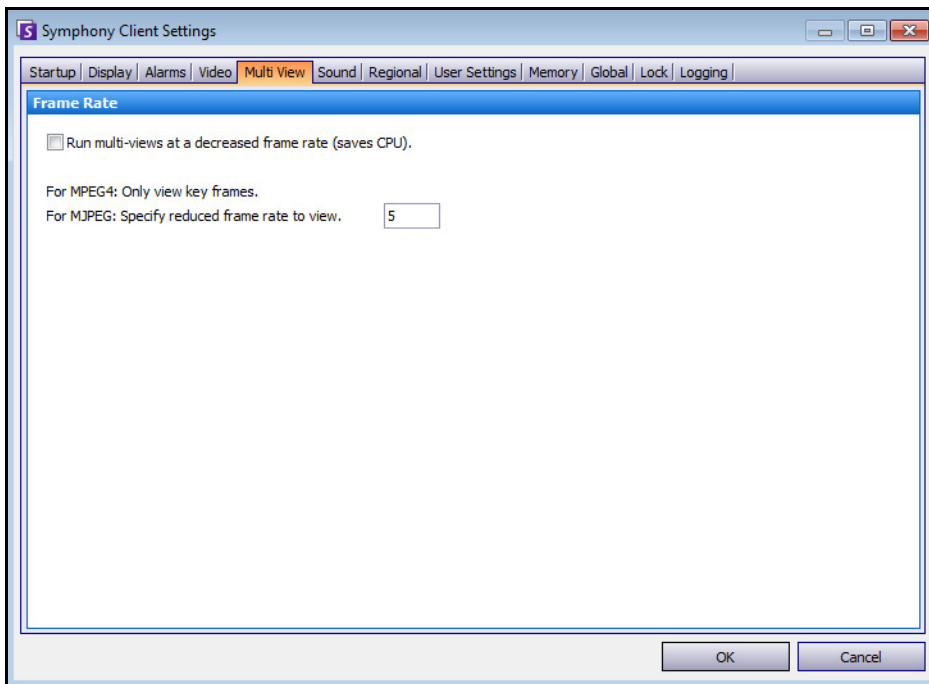 Symphony Client Settings
Startup Display Alarms Video Multi View Sound Regional User Settings Memory Global Lock Logging
Frame Rate
Run multi-views at a decreased frame rate (saves CPU).
For MPEG4: Only view key frames.
For MJPEG: Specify reduced frame rate to view. 5
OK Cancel